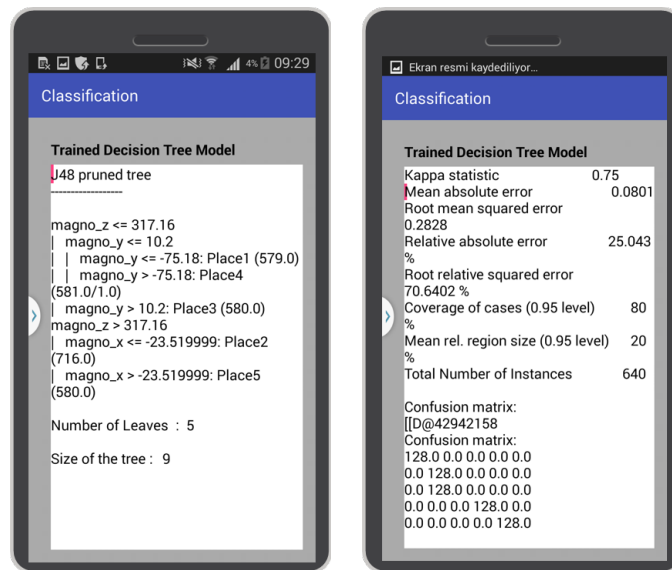 4% 09:29
Classification
Trained Decision Tree Model
J48 pruned tree
------------------
magno_z <= 317.16
| magno_y <= 10.2
| | magno_y <= -75.18: Place1 (579.0)
| | magno_y > -75.18: Place4
(581.0/1.0)
| magno_y > 10.2: Place3 (580.0)
magno_z > 317.16
| magno_x <= -23.519999: Place2
(716.0)
| magno_x > -23.519999: Place5
(580.0)
Number of Leaves : 5
Size of the tree : 9
Ekran resmi kaydediliyor...
Classification
Trained Decision Tree Model
Kappa statistic 0.75
Mean absolute error 0.0801
Root mean squared error
0.2828
Relative absolute error 25.043
%
Root relative squared error
70.6402 %
Coverage of cases (0.95 level) 80
%
Mean rel. region size (0.95 level) 20
%
Total Number of Instances 640
Confusion matrix:
[[D@42942158
Confusion matrix:
128.0 0.0 0.0 0.0 0.0
0.0 128.0 0.0 0.0 0.0
0.0 128.0 0.0 0.0 0.0
0.0 0.0 0.0 128.0 0.0
0.0 0.0 0.0 0.0 128.0